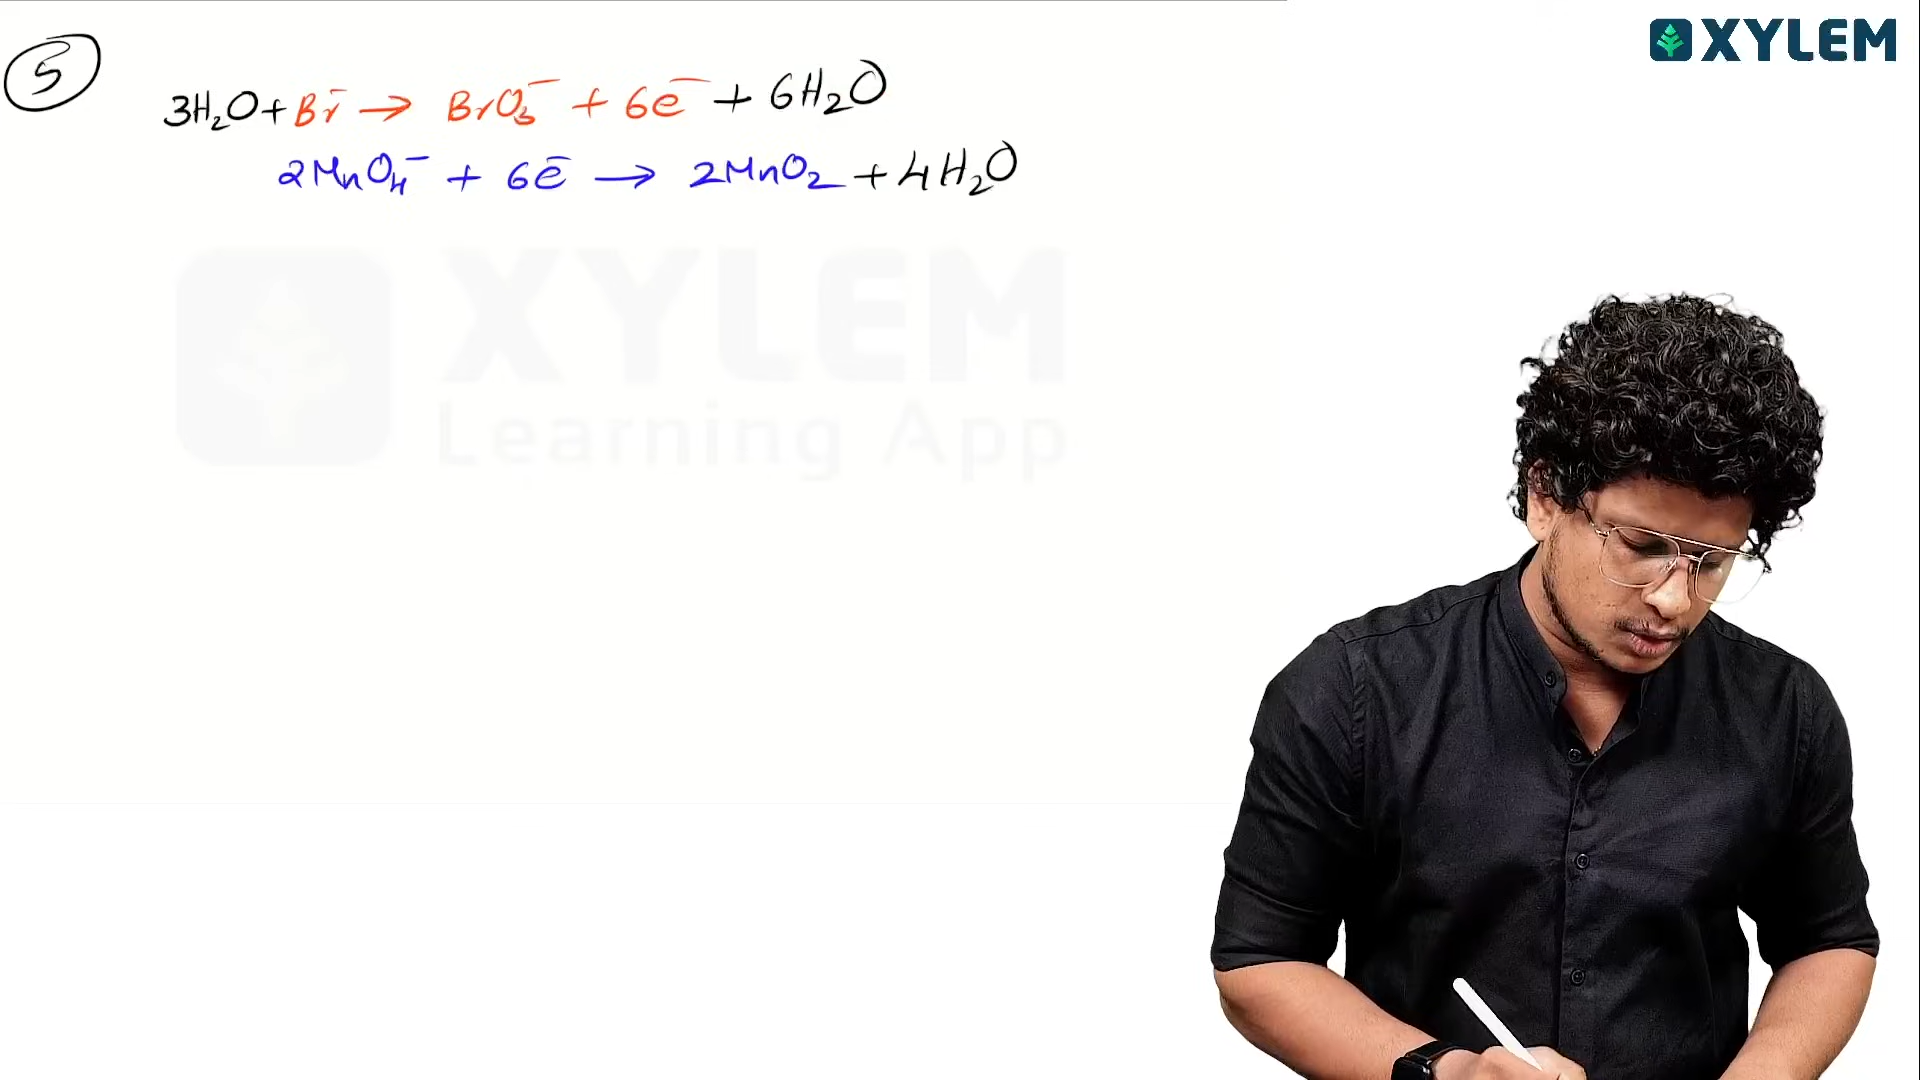 XYLEM
5
3H₂O + Br⁻ → BrO₃⁻ + 6e⁻ + 6H₂O
2MnO₄⁻ + 6e⁻ → 2MnO₂ + 4H₂O
XYLEM
Learning App